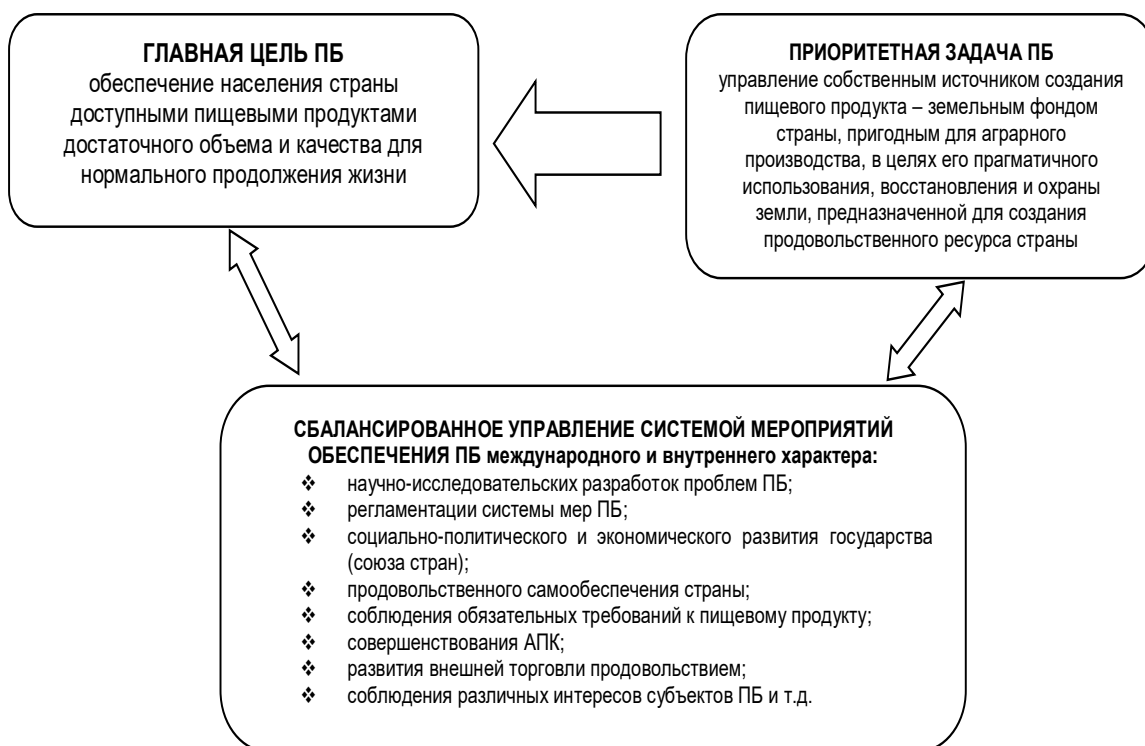 ГЛАВНАЯ ЦЕЛЬ ПБ
обеспечение населения страны
доступными пищевыми продуктами
достаточного объема и качества для
нормального продолжения жизни
ПРИОРИТЕТНАЯ ЗАДАЧА ПБ
управление собственным источником создания
пищевого продукта – земельным фондом
страны, пригодным для аграрного
производства, в целях его прагматичного
использования, восстановления и охраны
земли, предназначенной для создания
продовольственного ресурса страны
СБАЛАНСИРОВАННОЕ УПРАВЛЕНИЕ СИСТЕМОЙ МЕРОПРИЯТИЙ
ОБЕСПЕЧЕНИЯ ПБ международного и внутреннего характера:
❖ научно-исследовательских разработок проблем ПБ;
❖ регламентации системы мер ПБ;
❖ социально-политического и экономического развития государства
(союза стран);
❖ продовольственного самообеспечения страны;
❖ соблюдения обязательных требований к пищевому продукту;
❖ совершенствования АПК;
❖ развития внешней торговли продовольствием;
❖ соблюдения различных интересов субъектов ПБ и т.д.